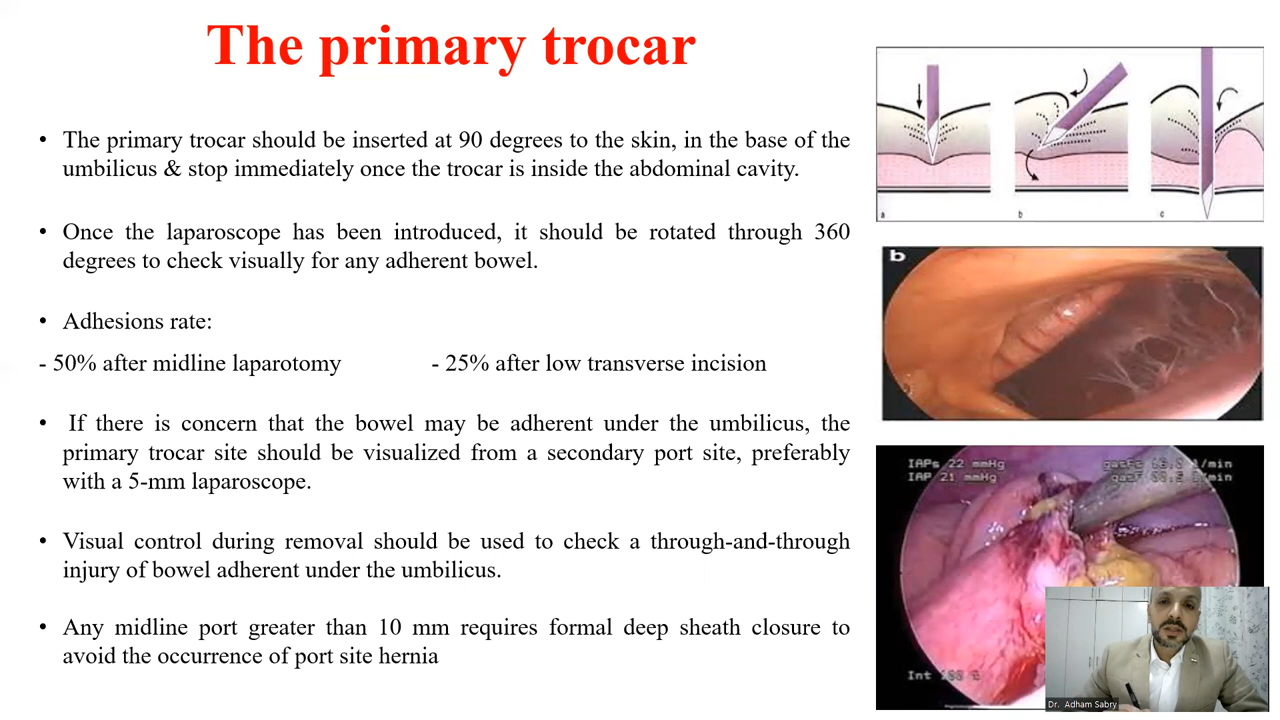 The primary trocar
• The primary trocar should be inserted at 90 degrees to the skin, in the base of the
umbilicus & stop immediately once the trocar is inside the abdominal cavity.
• Once the laparoscope has been introduced, it should be rotated through 360
degrees to check visually for any adherent bowel.
• Adhesions rate:
- 50% after midline laparotomy - 25% after low transverse incision
• If there is concern that the bowel may be adherent under the umbilicus, the
primary trocar site should be visualized from a secondary port site, preferably
with a 5-mm laparoscope.
• Visual control during removal should be used to check a through-and-through
injury of bowel adherent under the umbilicus.
• Any midline port greater than 10 mm requires formal deep sheath closure to
avoid the occurrence of port site hernia
a b c
b
IAPs 22 mmHg l/min
IAP 21 mmHg l/min
Int
Dr. Adham Sabry